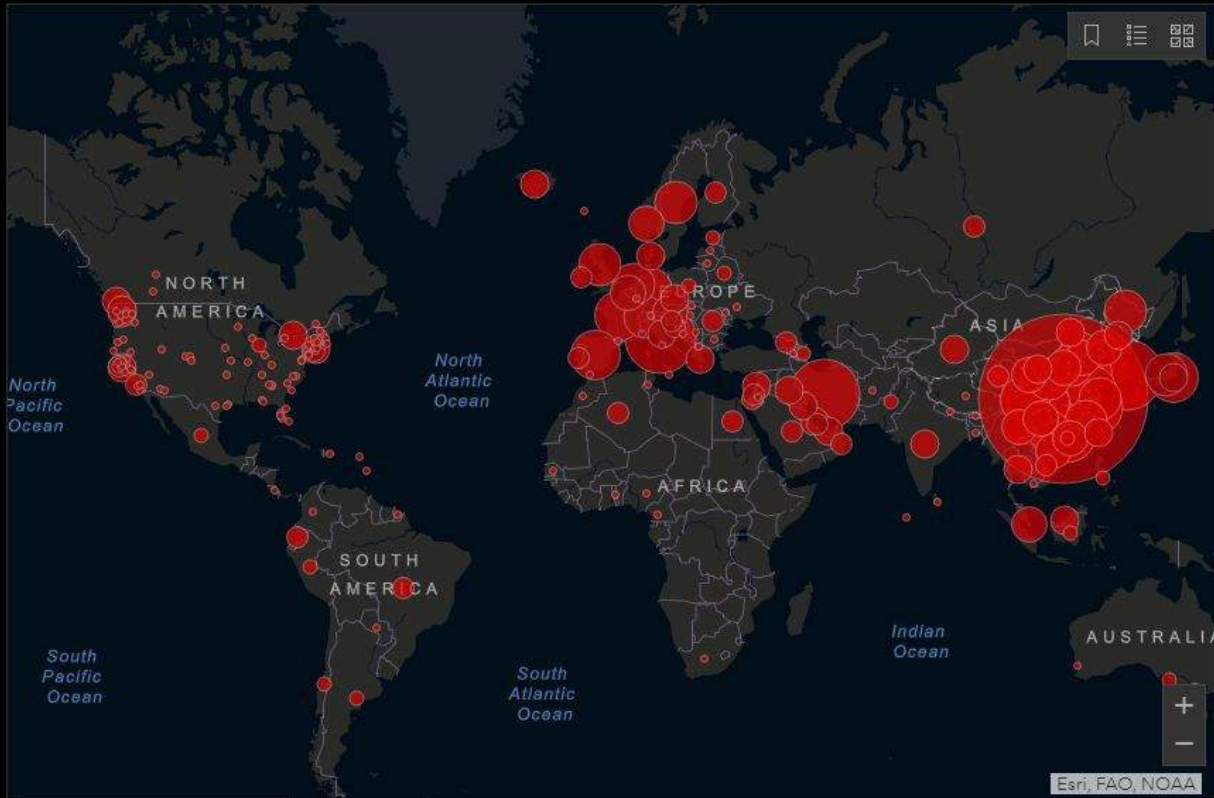 NORTH
AMERICA
EUROPE
ASIA
North
Pacific
Ocean
North
Atlantic
Ocean
AFRICA
SOUTH
AMERICA
Indian
Ocean
AUSTRALIA
South
Pacific
Ocean
South
Atlantic
Ocean
+
−
Esri, FAO, NOAA